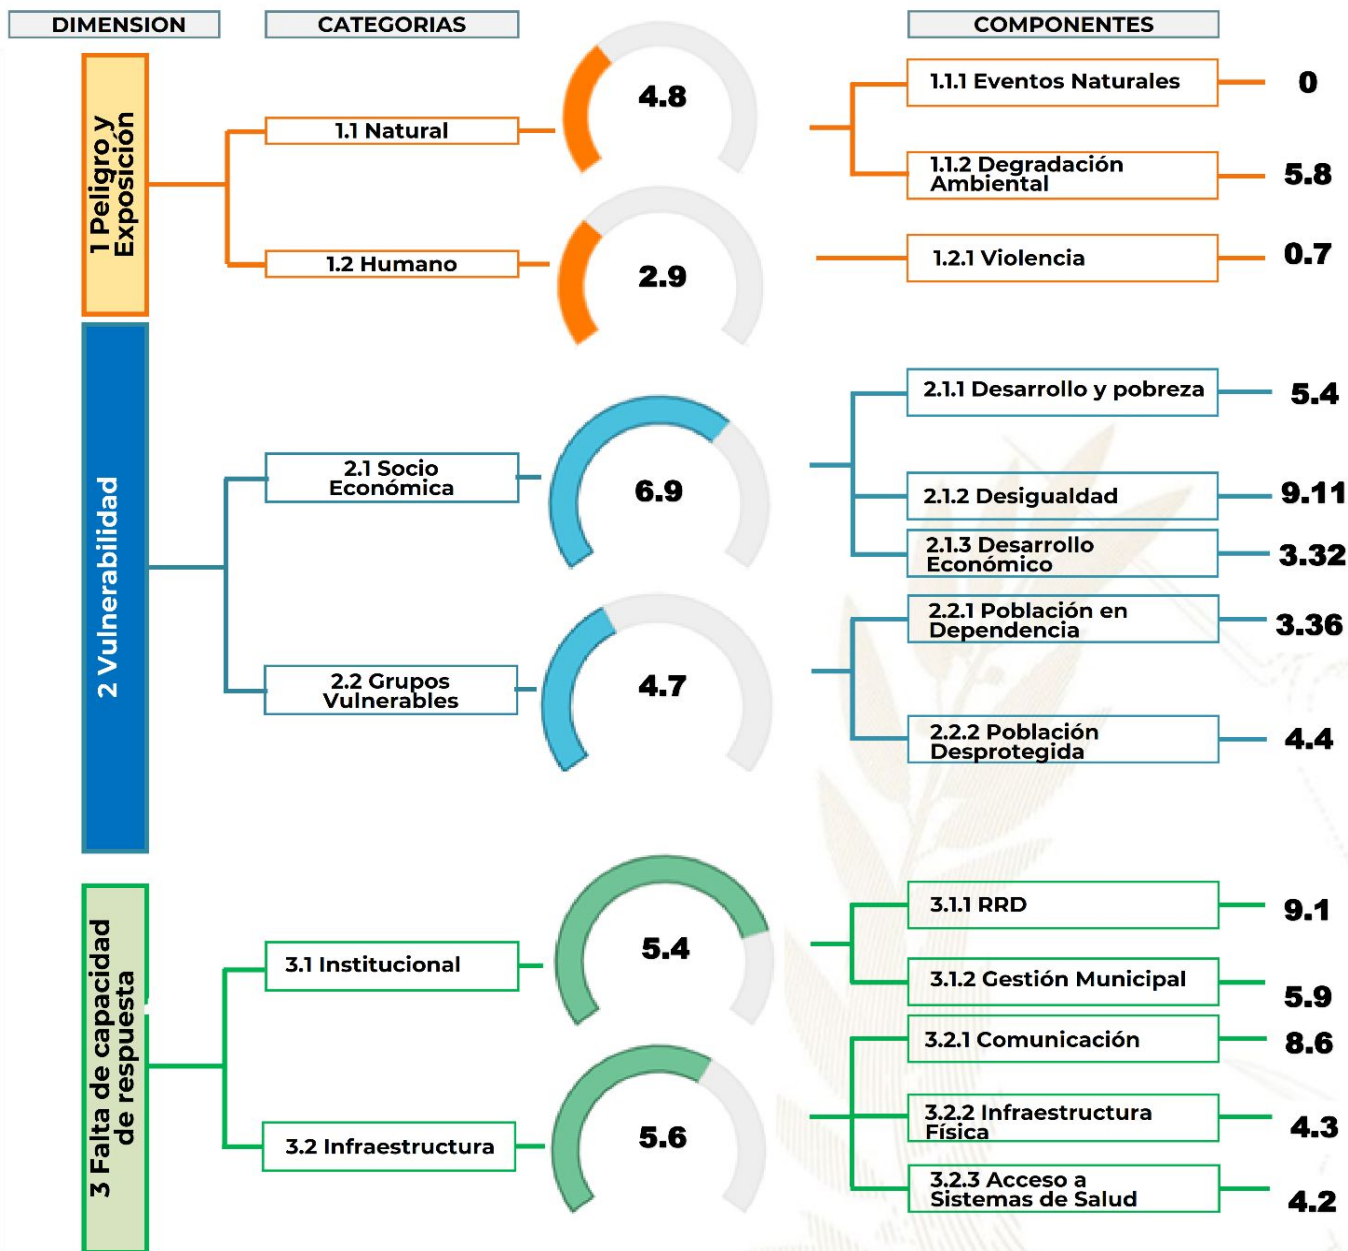 DIMENSION
CATEGORIAS
COMPONENTES
1 Peligro y
Exposición
1.1 Natural
4.8
1.1.1 Eventos Naturales
0
1.1.2 Degradación
Ambiental
5.8
1.2 Humano
2.9
1.2.1 Violencia
0.7
2 Vulnerabilidad
2.1 Socio
Económica
6.9
2.1.1 Desarrollo y pobreza
5.4
2.1.2 Desigualdad
9.11
2.1.3 Desarrollo
Económico
3.32
2.2 Grupos
Vulnerables
4.7
2.2.1 Población en
Dependencia
3.36
2.2.2 Población
Desprotegida
4.4
3 Falta de capacidad
de respuesta
3.1 Institucional
5.4
3.1.1 RRD
9.1
3.1.2 Gestión Municipal
5.9
3.2 Infraestructura
5.6
3.2.1 Comunicación
8.6
3.2.2 Infraestructura
Física
4.3
3.2.3 Acceso a
Sistemas de Salud
4.2